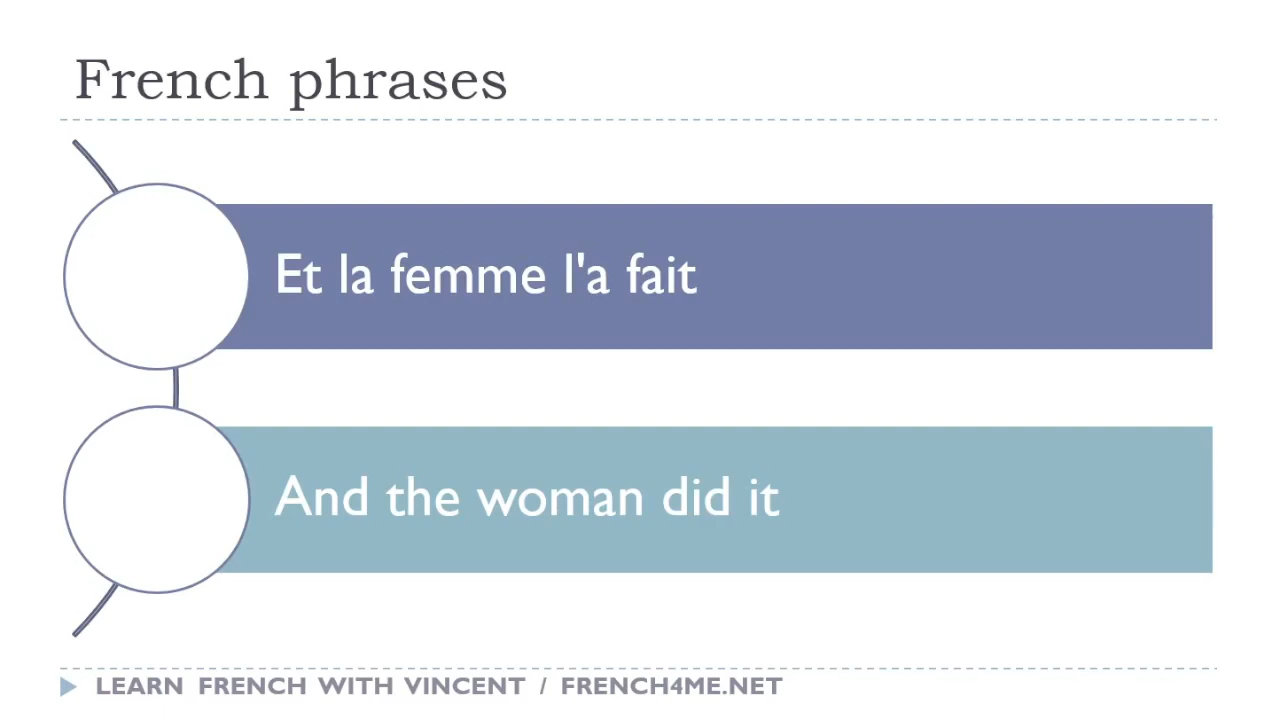 French phrases
Et la femme l'a fait
And the woman did it
LEARN FRENCH WITH VINCENT / FRENCH4ME.NET